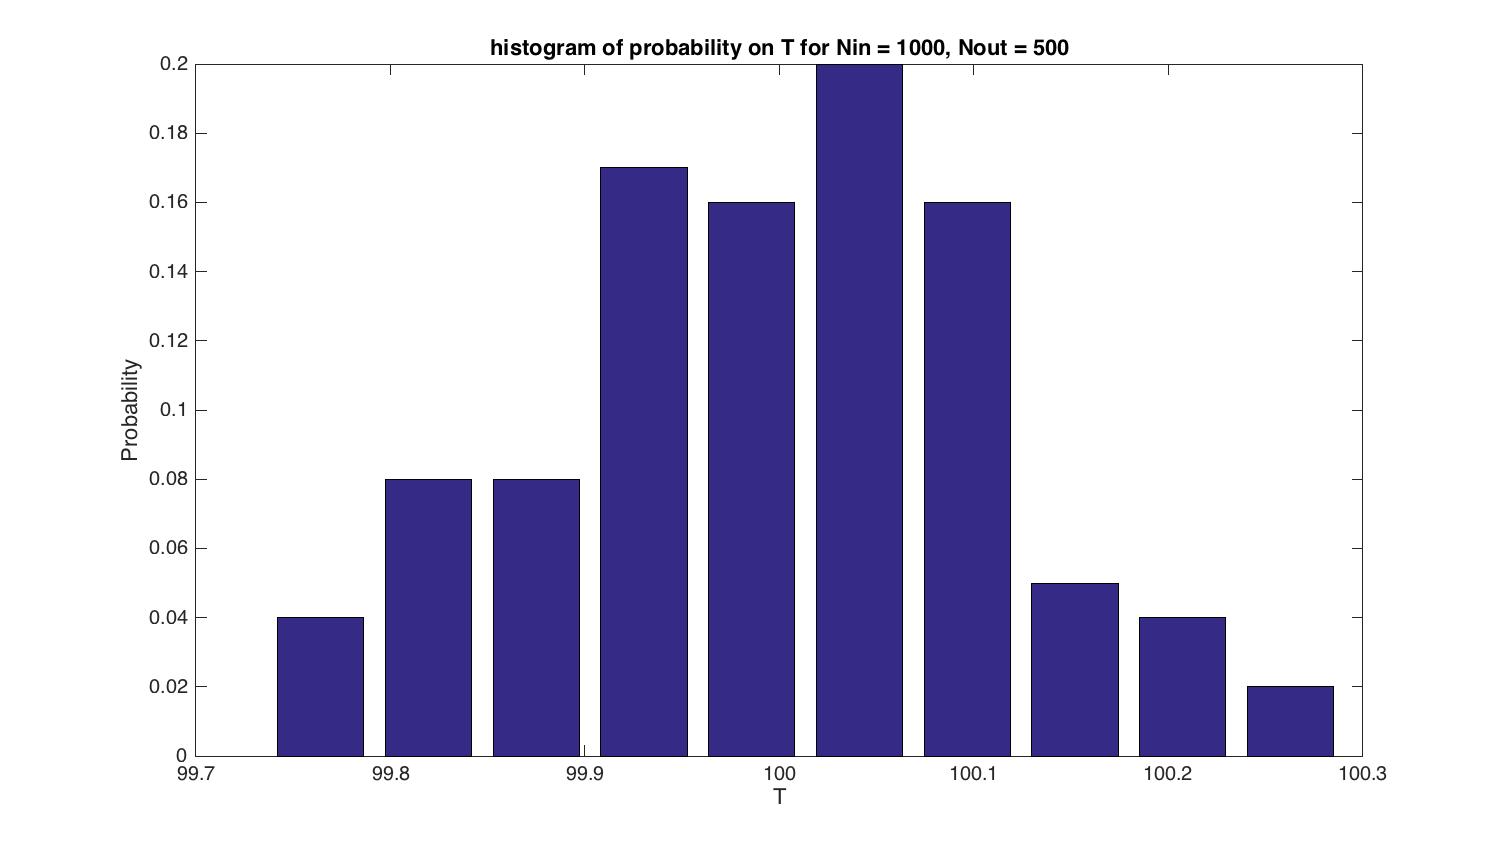 histogram of probability on T for Nin = 1000, Nout = 500
0.2
0.18
0.16
0.14
0.12
0.1
0.08
0.06
0.04
0.02
0
Probability
99.7 99.8 99.9 100 100.1 100.2 100.3
T